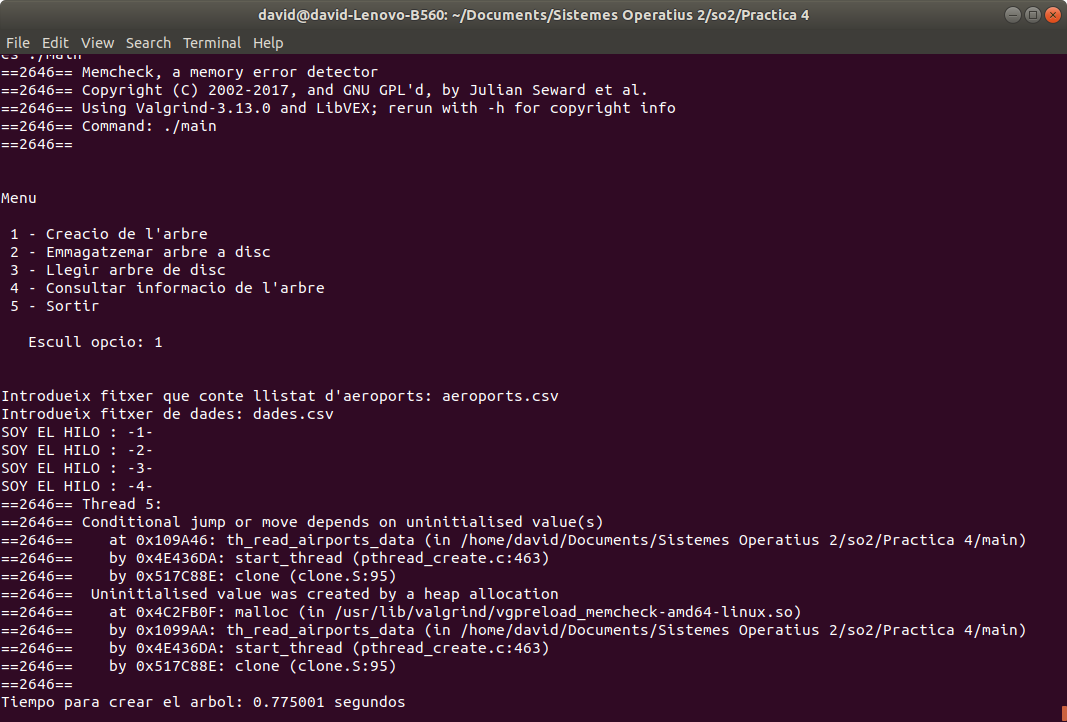 david@david-Lenovo-B560: ~/Documents/Sistemes Operatius 2/so2/Practica 4
File Edit View Search Terminal Help
es ./main
==2646== Memcheck, a memory error detector
==2646== Copyright (C) 2002-2017, and GNU GPL'd, by Julian Seward et al.
==2646== Using Valgrind-3.13.0 and LibVEX; rerun with -h for copyright info
==2646== Command: ./main
==2646==
Menu
1 - Creacio de l'arbre
2 - Emmagatzemar arbre a disc
3 - Llegir arbre de disc
4 - Consultar informacio de l'arbre
5 - Sortir
Escull opcio: 1
Introdueix fitxer que conte llistat d'aeroports: aeroports.csv
Introdueix fitxer de dades: dades.csv
SOY EL HILO : -1-
SOY EL HILO : -2-
SOY EL HILO : -3-
SOY EL HILO : -4-
==2646== Thread 5:
==2646== Conditional jump or move depends on uninitialised value(s)
==2646==    at 0x109A46: th_read_airports_data (in /home/david/Documents/Sistemes Operatius 2/so2/Practica 4/main)
==2646==    by 0x4E436DA: start_thread (pthread_create.c:463)
==2646==    by 0x517C88E: clone (clone.S:95)
==2646==  Uninitialised value was created by a heap allocation
==2646==    at 0x4C2FB0F: malloc (in /usr/lib/valgrind/vgpreload_memcheck-amd64-linux.so)
==2646==    by 0x1099AA: th_read_airports_data (in /home/david/Documents/Sistemes Operatius 2/so2/Practica 4/main)
==2646==    by 0x4E436DA: start_thread (pthread_create.c:463)
==2646==    by 0x517C88E: clone (clone.S:95)
==2646==
Tiempo para crear el arbol: 0.775001 segundos